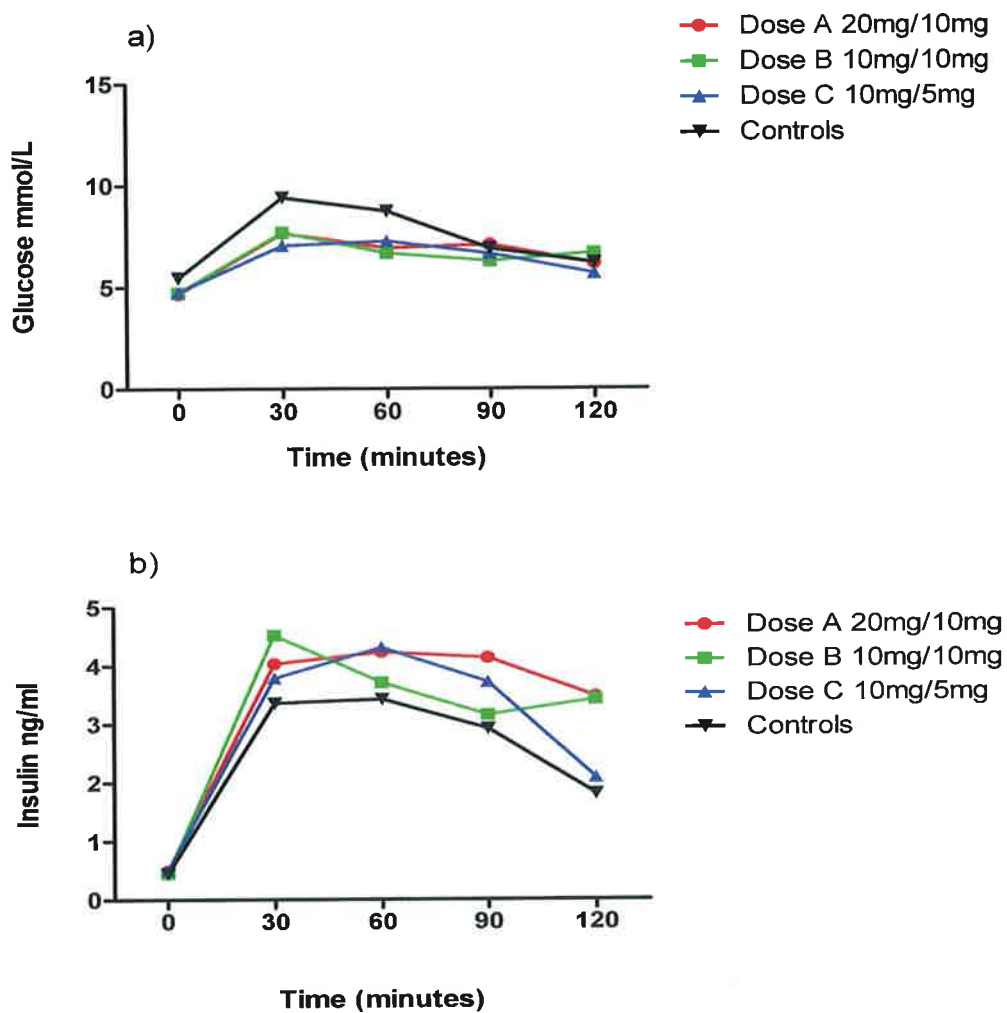 a)
Dose A 20mg/10mg
Dose B 10mg/10mg
Dose C 10mg/5mg
Controls
15
10
5
0
Glucose mmol/L
0 30 60 90 120
Time (minutes)
b)
Dose A 20mg/10mg
Dose B 10mg/10mg
Dose C 10mg/5mg
Controls
5
4
3
2
1
0
Insulin ng/ml
0 30 60 90 120
Time (minutes)